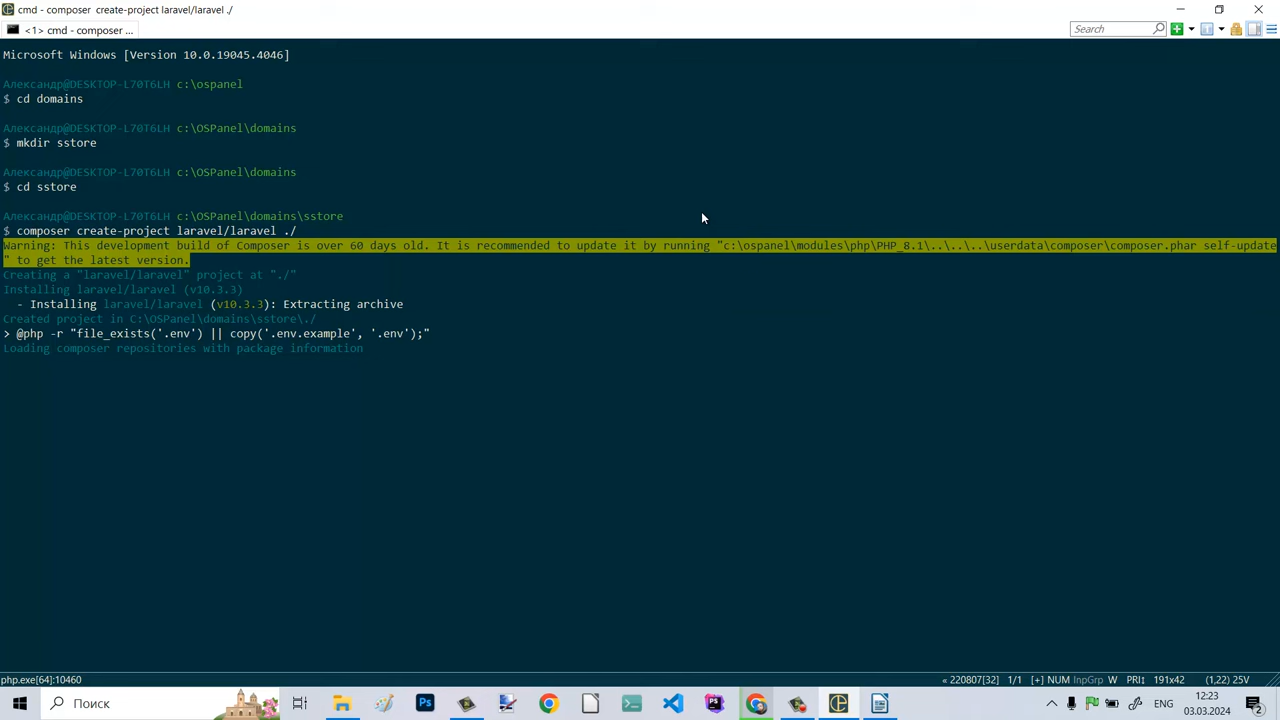 cmd - composer create-project laravel/laravel ./
<1> cmd - composer ...
Search
Microsoft Windows [Version 10.0.19045.4046]
Александр@DESKTOP-L70T6LH c:\ospanel
$ cd domains
Александр@DESKTOP-L70T6LH c:\OSPanel\domains
$ mkdir sstore
Александр@DESKTOP-L70T6LH c:\OSPanel\domains
$ cd sstore
Александр@DESKTOP-L70T6LH c:\OSPanel\domains\sstore
$ composer create-project laravel/laravel ./
Warning: This development build of Composer is over 60 days old. It is recommended to update it by running "c:\ospanel\modules\php\PHP_8.1\..\..\..\userdata\composer\composer.phar self-update
" to get the latest version.
Creating a "laravel/laravel" project at "./"
Installing laravel/laravel (v10.3.3)
- Installing laravel/laravel (v10.3.3): Extracting archive
Created project in C:\OSPanel\domains\sstore\./
> @php -r "file_exists('.env') || copy('.env.example', '.env');"
Loading composer repositories with package information
php.exe[64]:10460
« 220807[32] 1/1 [+] NUM InpGrp W PRI↕ 191x42 (1,22) 25V
Поиск
Ps
PS
ENG
12:23
03.03.2024
2